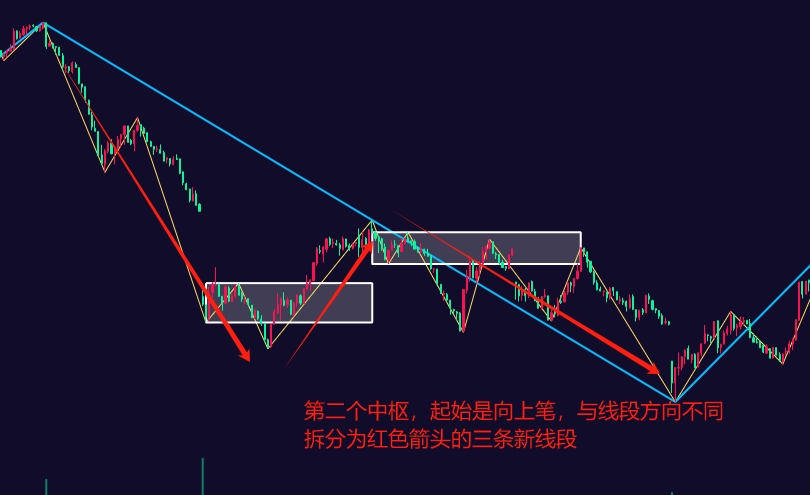 第二个中枢，起始是向上笔，与线段方向不同
拆分为红色箭头的三条新线段